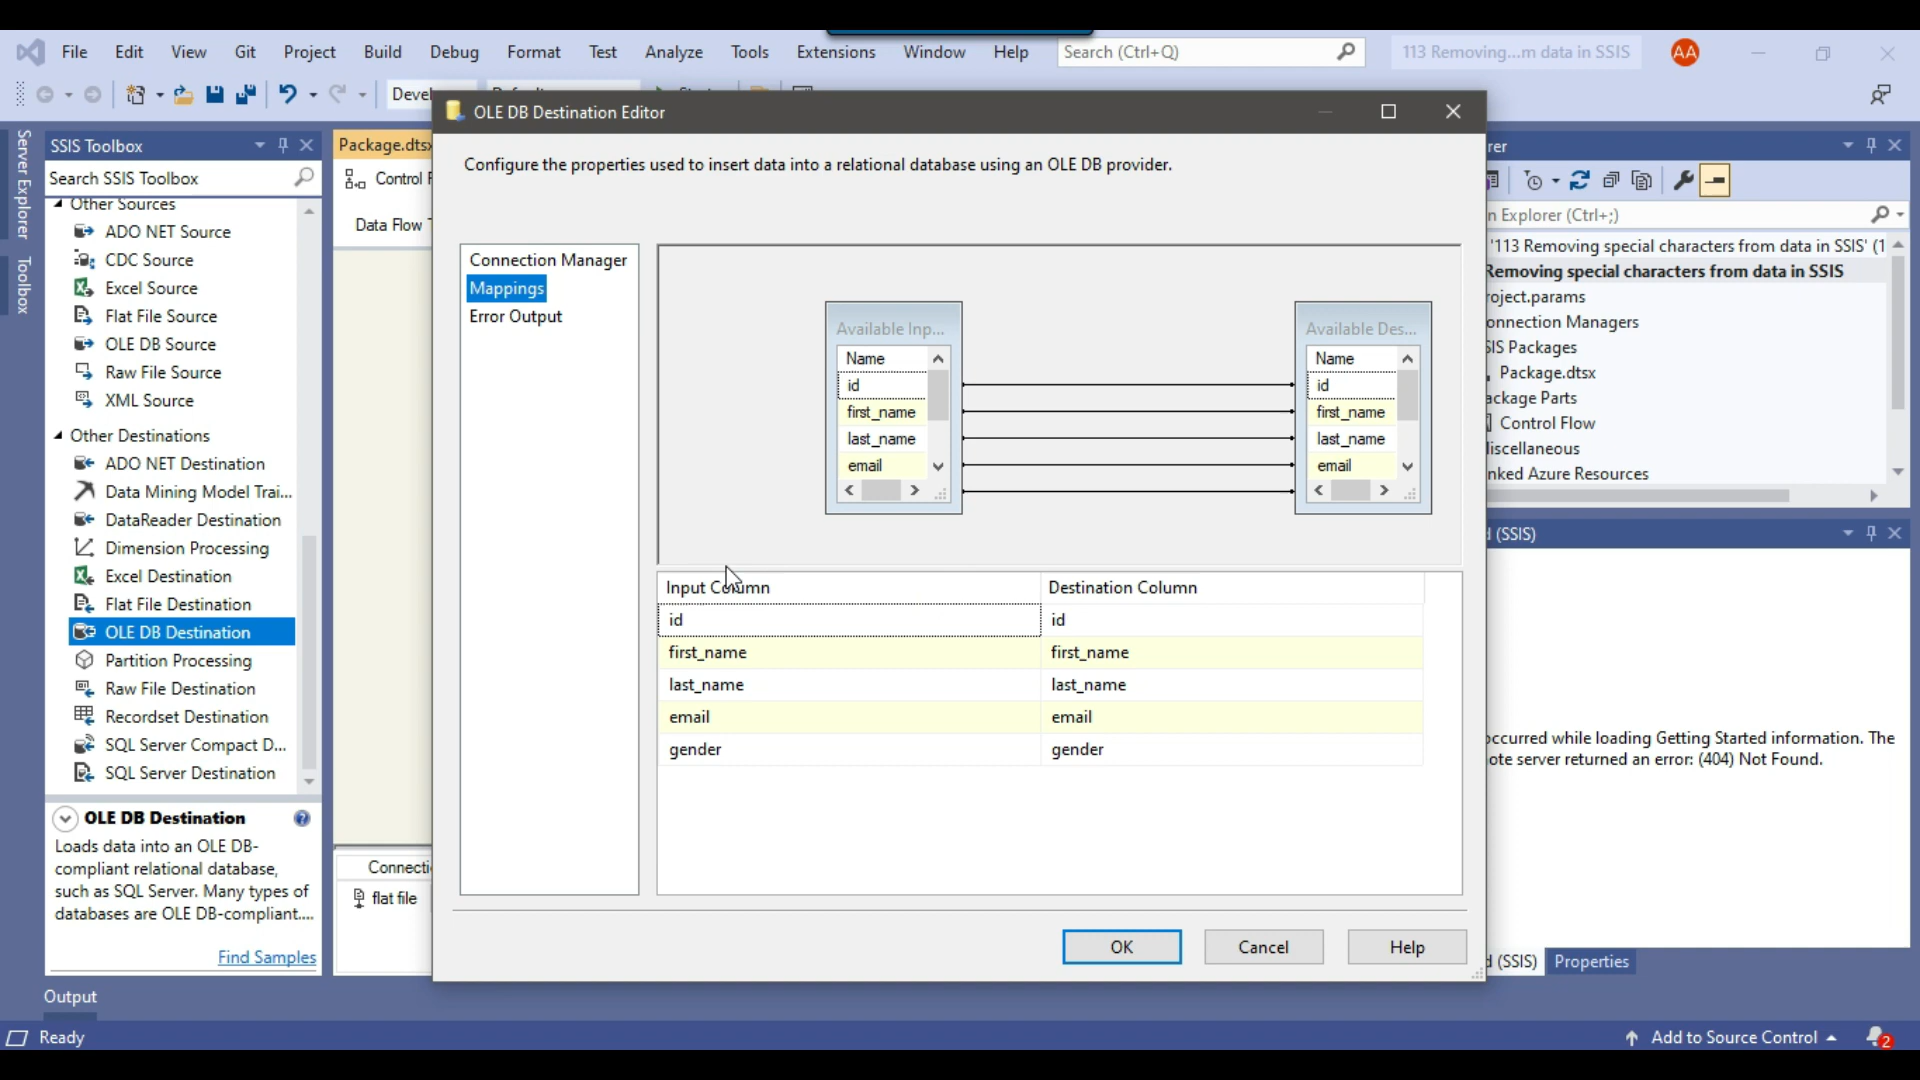 File Edit View Git Project Build Debug Format Test Analyze Tools Extensions Window Help Search (Ctrl+Q) 113 Removing...m data in SSIS AA
Devel
OLE DB Destination Editor
Configure the properties used to insert data into a relational database using an OLE DB provider.
Connection Manager
Mappings
Error Output
Available Inp...
Name
id
first_name
last_name
email
Available Des...
Name
id
first_name
last_name
email
Input Column Destination Column
id id
first_name first_name
last_name last_name
email email
gender gender
OK Cancel Help
Server Explorer
Toolbox
SSIS Toolbox
Search SSIS Toolbox
Other Sources
ADO NET Source
CDC Source
Excel Source
Flat File Source
OLE DB Source
Raw File Source
XML Source
Other Destinations
ADO NET Destination
Data Mining Model Trai...
DataReader Destination
Dimension Processing
Excel Destination
Flat File Destination
OLE DB Destination
Partition Processing
Raw File Destination
Recordset Destination
SQL Server Compact D...
SQL Server Destination
OLE DB Destination
Loads data into an OLE DB-
compliant relational database,
such as SQL Server. Many types of
databases are OLE DB-compliant....
Find Samples
Package.dts
Control F
Data Flow T
Connecti
flat file
rer
n Explorer (Ctrl+;)
'113 Removing special characters from data in SSIS' (1
Removing special characters from data in SSIS
roject.params
onnection Managers
SIS Packages
Package.dtsx
ackage Parts
Control Flow
liscellaneous
nked Azure Resources
d (SSIS)
occurred while loading Getting Started information. The
ote server returned an error: (404) Not Found.
d (SSIS) Properties
Output
Ready
Add to Source Control 2